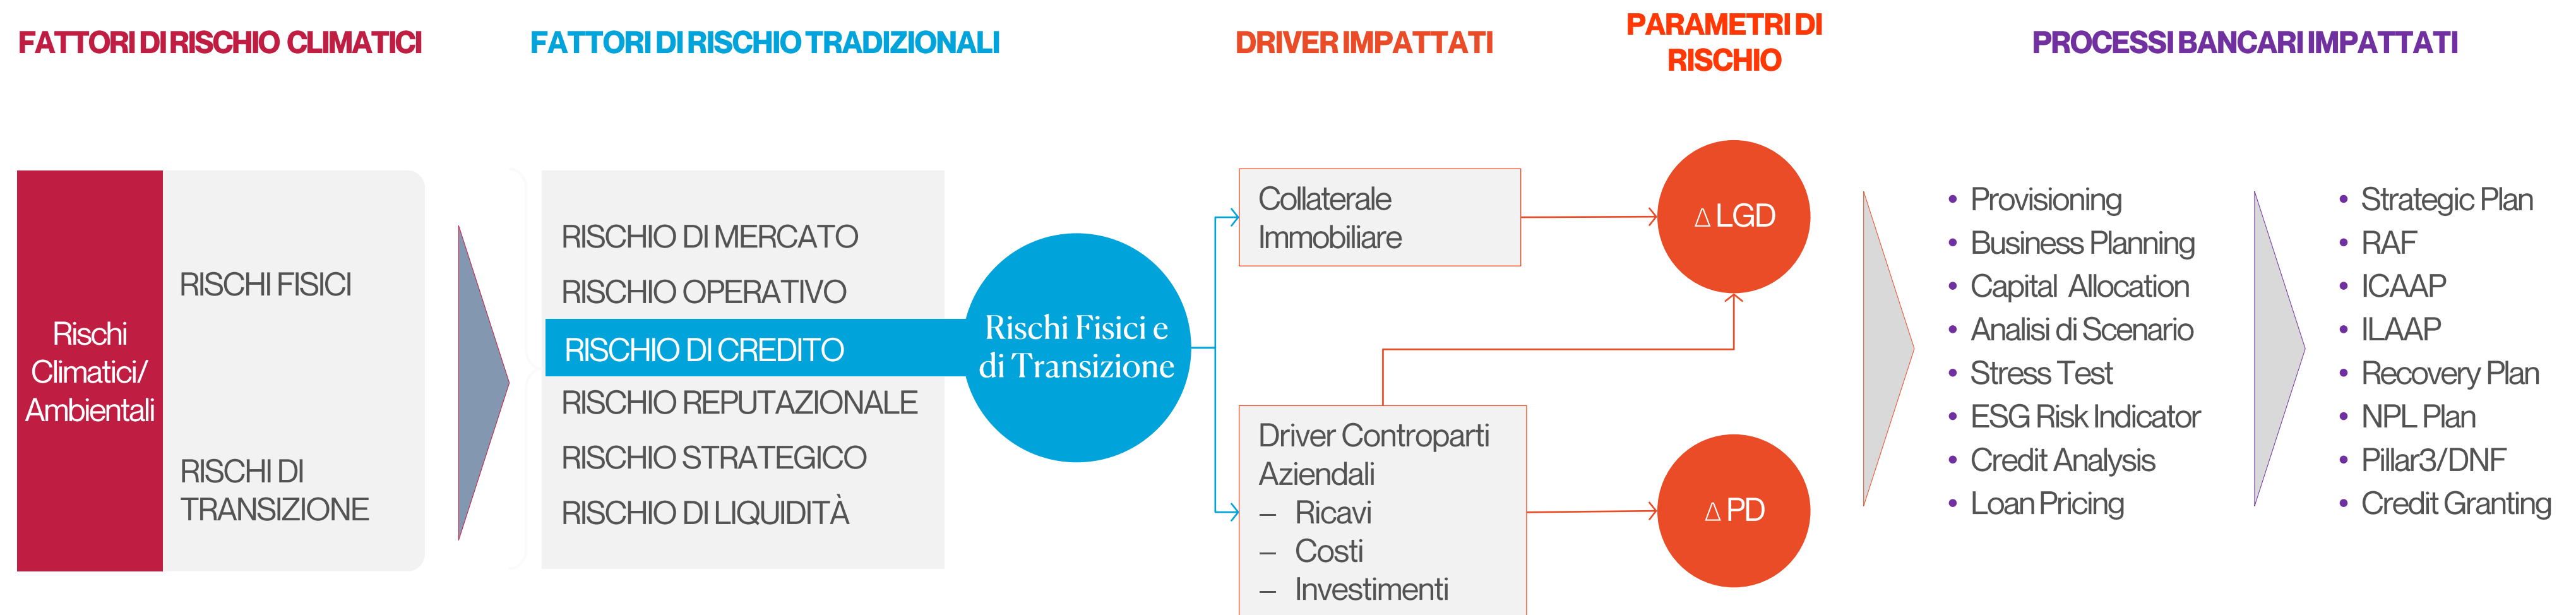 FATTORI DI RISCHIO CLIMATICI
FATTORI DI RISCHIO TRADIZIONALI
DRIVER IMPATTATI
PARAMETRI DI
RISCHIO
PROCESSI BANCARI IMPATTATI
Rischi
Climatici/
Ambientali
RISCHI FISICI
RISCHI DI
TRANSIZIONE
RISCHIO DI MERCATO
RISCHIO OPERATIVO
RISCHIO DI CREDITO
RISCHIO REPUTAZIONALE
RISCHIO STRATEGICO
RISCHIO DI LIQUIDITÀ
Rischi Fisici e
di Transizione
Collaterale
Immobiliare
Driver Controparti
Aziendali
– Ricavi
– Costi
– Investimenti
Δ LGD
Δ PD
• Provisioning
• Business Planning
• Capital Allocation
• Analisi di Scenario
• Stress Test
• ESG Risk Indicator
• Credit Analysis
• Loan Pricing
• Strategic Plan
• RAF
• ICAAP
• ILAAP
• Recovery Plan
• NPL Plan
• Pillar3/DNF
• Credit Granting